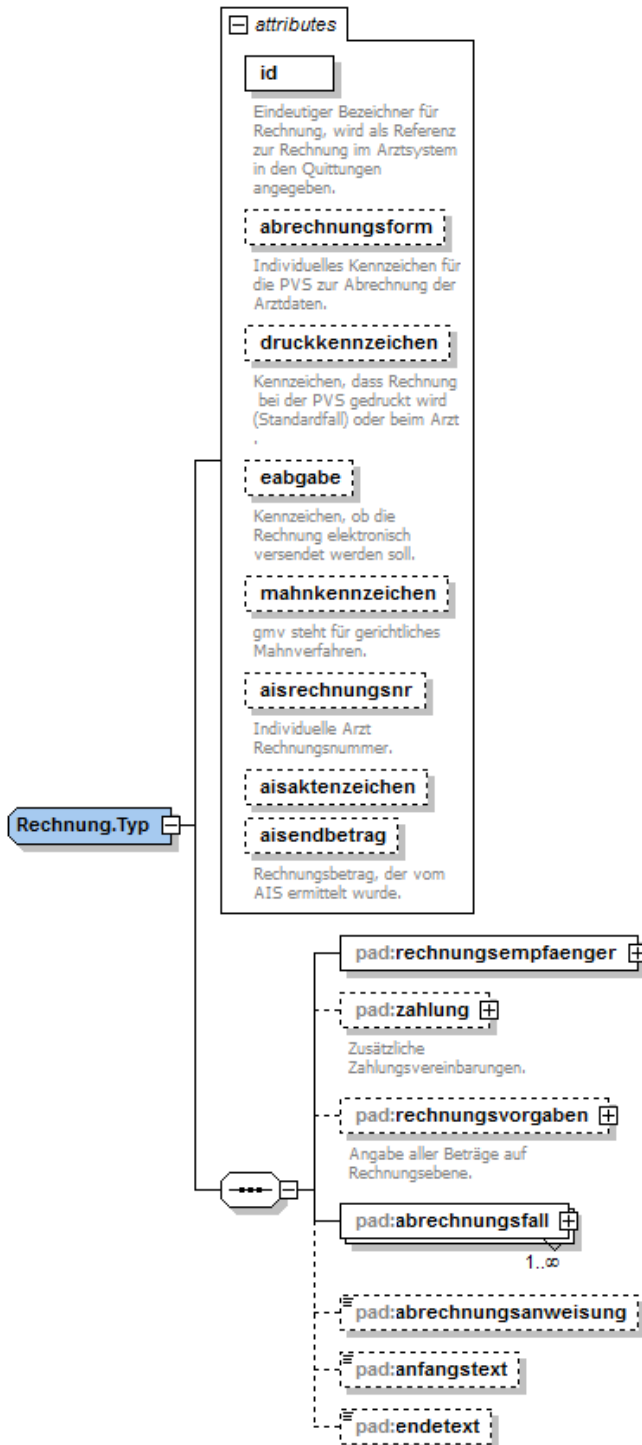 attributes
id
Eindeutiger Bezeichner für
Rechnung, wird als Referenz
zur Rechnung im Arztsystem
in den Quittungen
angegeben.
abrechnungsform
Individuelles Kennzeichen für
die PVS zur Abrechnung der
Arztdaten.
druckkennzeichen
Kennzeichen, dass Rechnung
bei der PVS gedruckt wird
(Standardfall) oder beim Arzt
.
eabgabe
Kennzeichen, ob die
Rechnung elektronisch
versendet werden soll.
mahnkennzeichen
gmv steht für gerichtliches
Mahnverfahren.
aisrechnungsnr
Individuelle Arzt
Rechnungsnummer.
aisaktenzeichen
aisendbetrag
Rechnungsbetrag, der vom
AIS ermittelt wurde.
Rechnung.Typ
pad:rechnungsempfaenger
pad:zahlung
Zusätzliche
Zahlungsvereinbarungen.
pad:rechnungsvorgaben
Angabe aller Beträge auf
Rechnungsebene.
pad:abrechnungsfall
1..∞
pad:abrechnungsanweisung
pad:anfangstext
pad:endetext